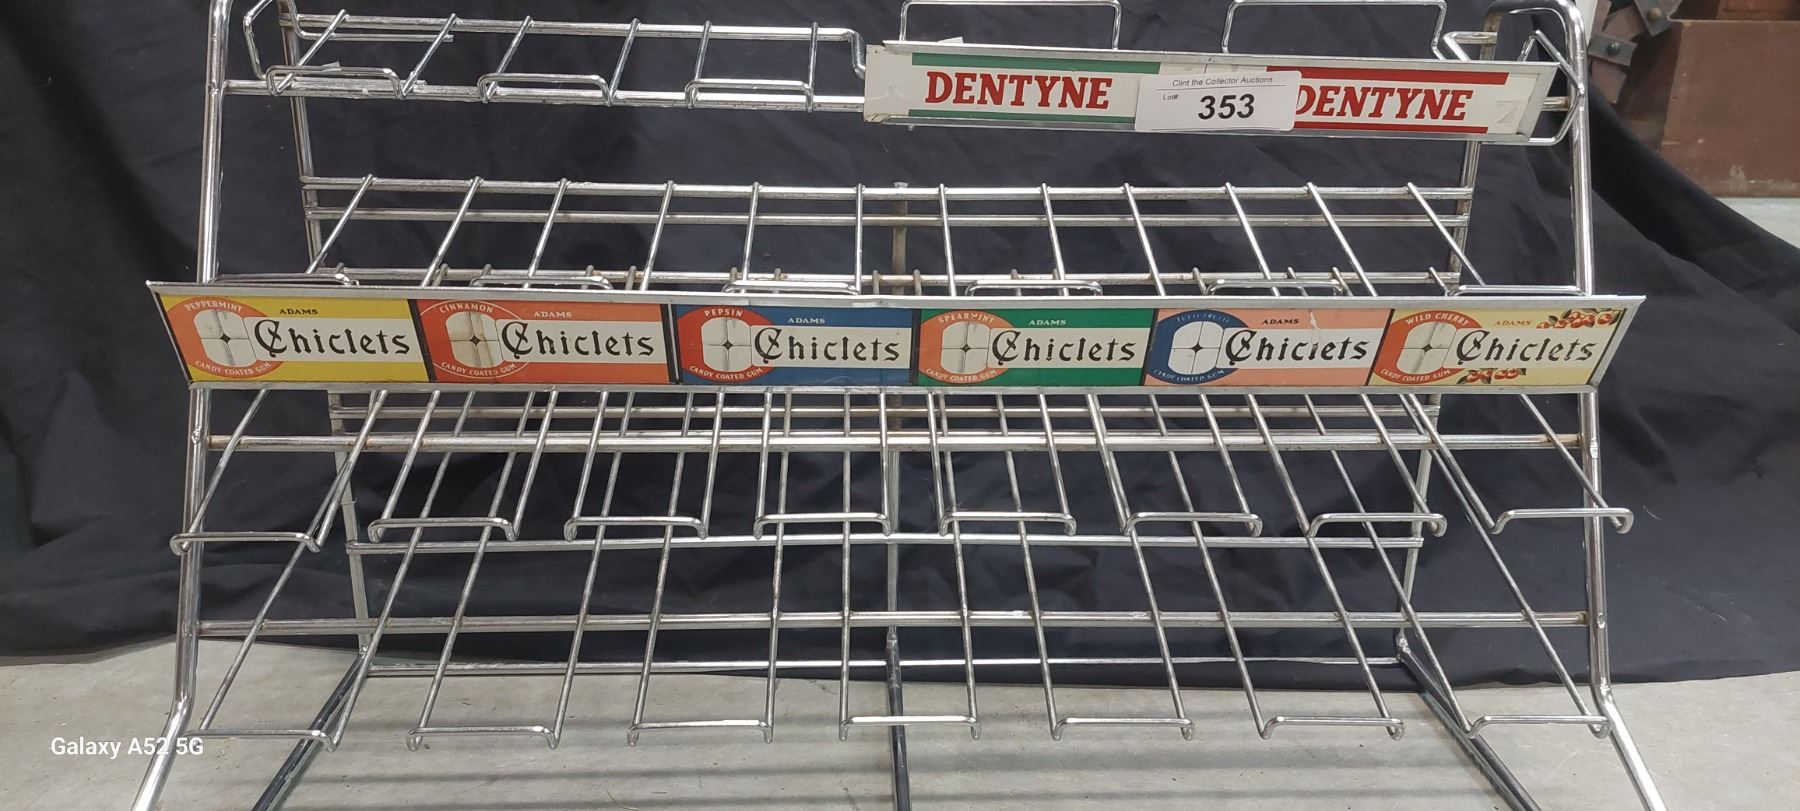 DENTYNE
Clint the Collector Auctions
Lot#
353
DENTYNE
PEPPERMINT
ADAMS
Chiclets
CANDY COATED GUM
CINNAMON
ADAMS
Chiclets
CANDY COATED GUM
PEPSIN
ADAMS
Chiclets
CANDY COATED GUM
SPEARMINT
ADAMS
Chiclets
CANDY COATED GUM
TUTTI-FRUTTI
ADAMS
Chiclets
CANDY COATED GUM
WILD CHERRY
ADAMS
Chiclets
CANDY COATED GUM
Galaxy A52 5G